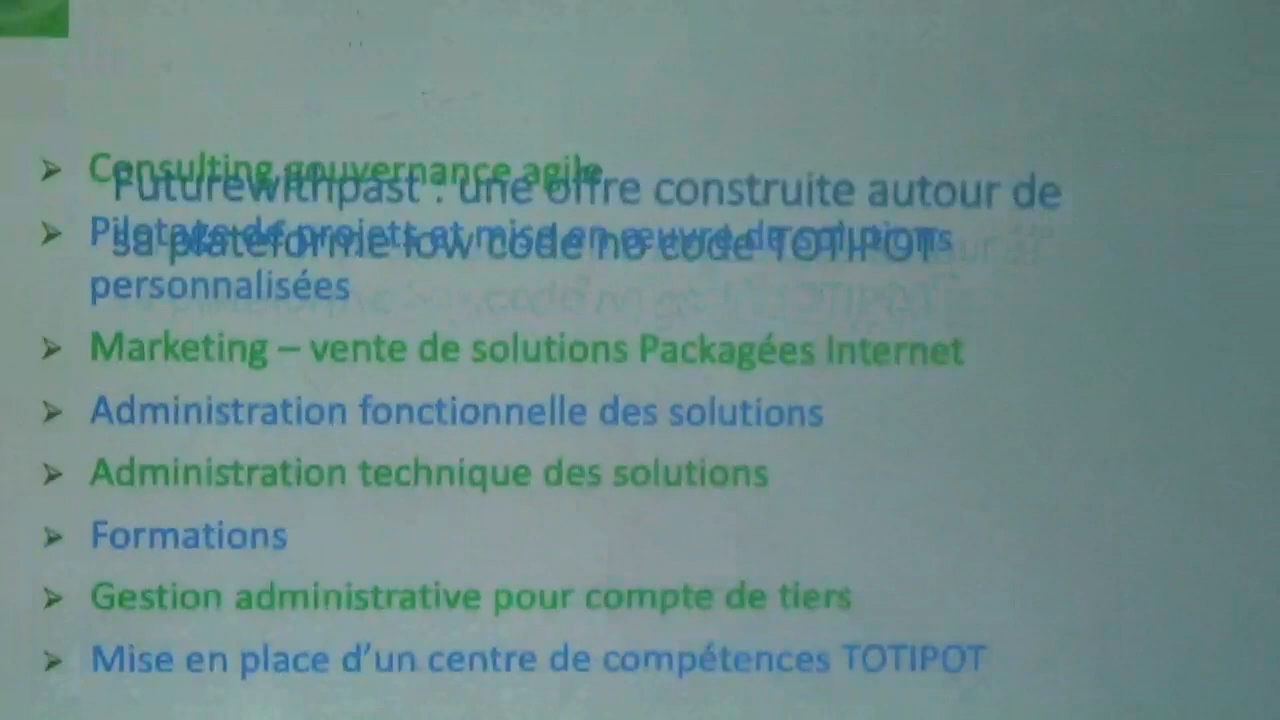 Consulting gouvernance agile
Futurewithpast : une offre construite autour de
Pilotage de projets et mise en œuvre de solutions
sa plateforme low code no code TOTIPOT
personnalisées
Marketing – vente de solutions Packagées Internet
Administration fonctionnelle des solutions
Administration technique des solutions
Formations
Gestion administrative pour compte de tiers
Mise en place d’un centre de compétences TOTIPOT